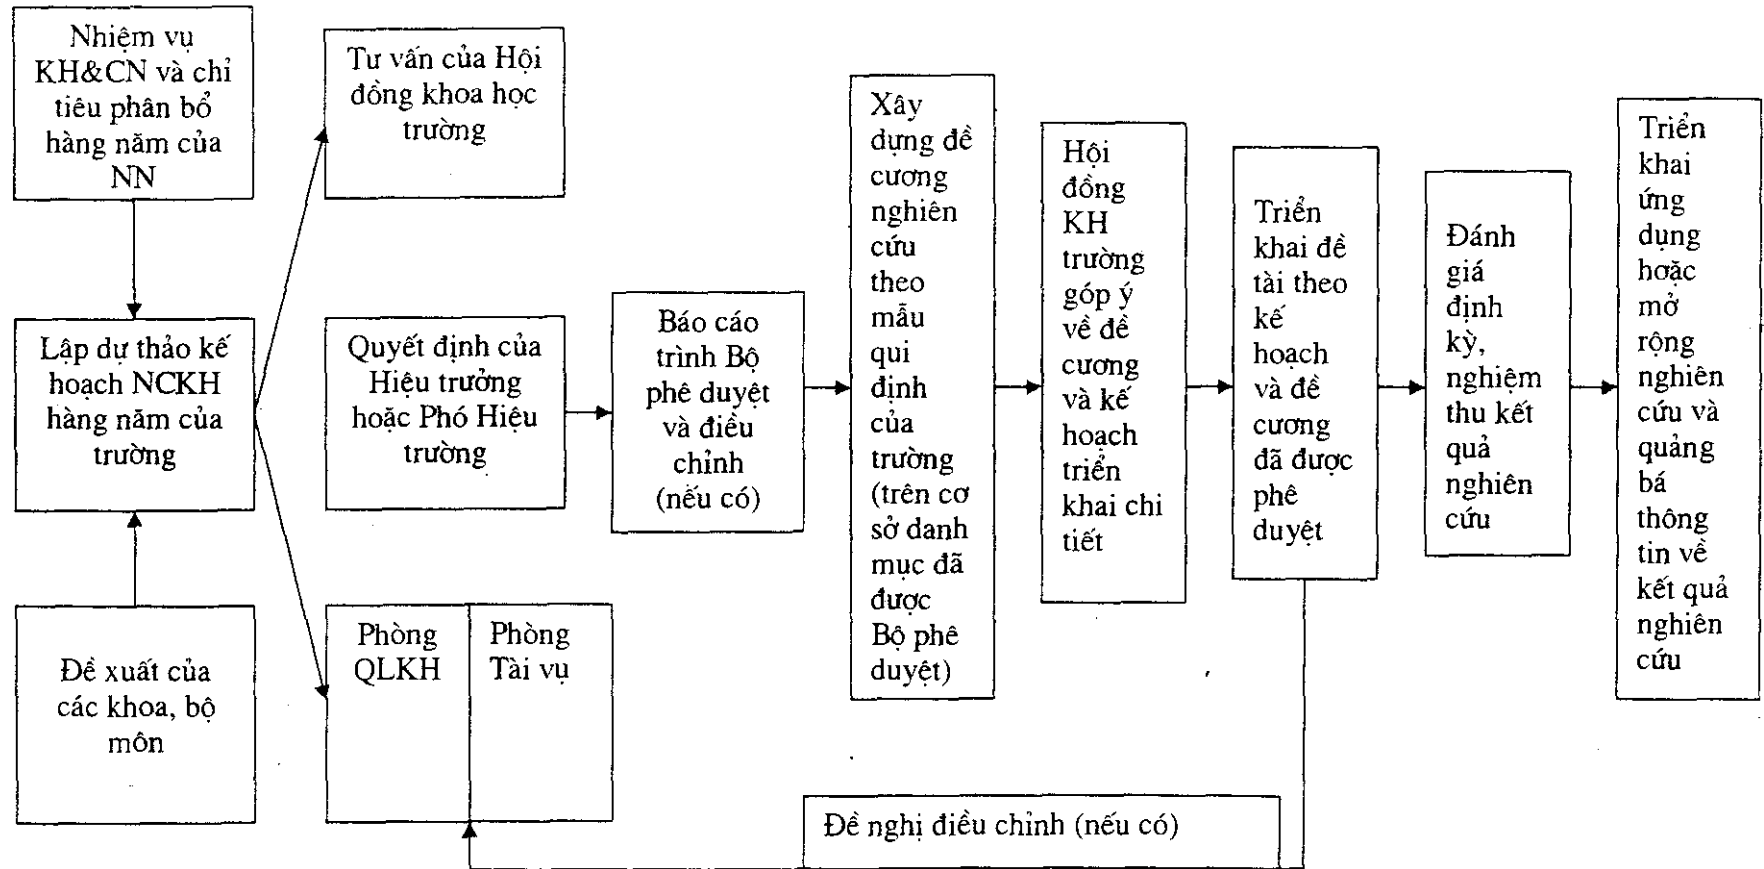 Nhiệm vụ
KH&CN và chỉ
tiêu phân bổ
hàng năm của
NN
Tư vấn của Hội
đồng khoa học
trường
Lập dự thảo kế
hoạch NCKH
hàng năm của
trường
Quyết định của
Hiệu trưởng
hoặc Phó Hiệu
trường
Đề xuất của
các khoa, bộ
môn
Phòng
QLKH
Phòng
Tài vụ
Báo cáo
trình Bộ
phê duyệt
và điều
chỉnh
(nếu có)
Xây
dựng đề
cương
nghiên
cứu
theo
mẫu
qui
định
của
trường
(trên cơ
sở danh
mục đã
được
Bộ phê
duyệt)
Hội
đồng
KH
trường
góp ý
về đề
cương
và kế
hoạch
triển
khai chi
tiết
Triển
khai đề
tài theo
kế
hoạch
và đề
cương
đã được
phê
duyệt
Đánh
giá
định
kỳ,
nghiệm
thu kết
quả
nghiên
cứu
Triển
khai
ứng
dụng
hoặc
mở
rộng
nghiên
cứu và
quảng
bá
thông
tin về
kết quả
nghiên
cứu
Đề nghị điều chỉnh (nếu có)